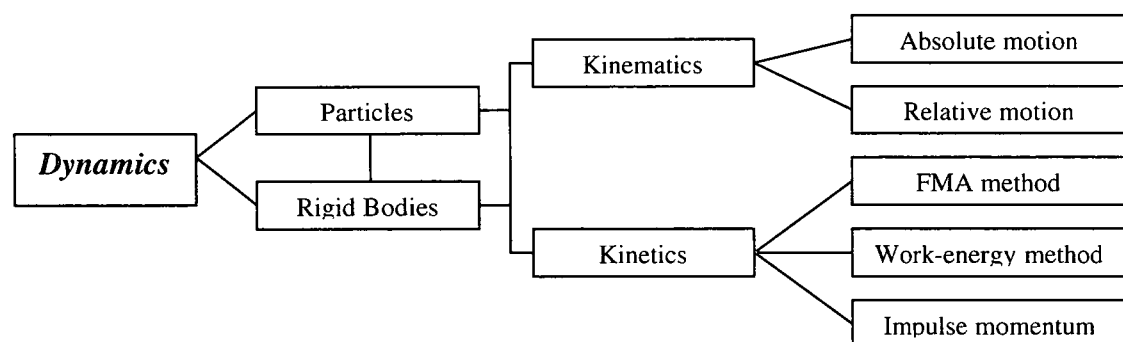 Dynamics
Particles
Rigid Bodies
Kinematics
Kinetics
Absolute motion
Relative motion
FMA method
Work-energy method
Impulse momentum